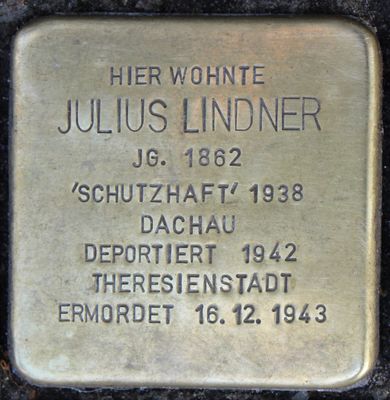 HIER WOHNTE
JULIUS LINDNER
JG. 1862
'SCHUTZHAFT' 1938
DACHAU
DEPORTIERT 1942
THERESIENSTADT
ERMORDET 16.12.1943